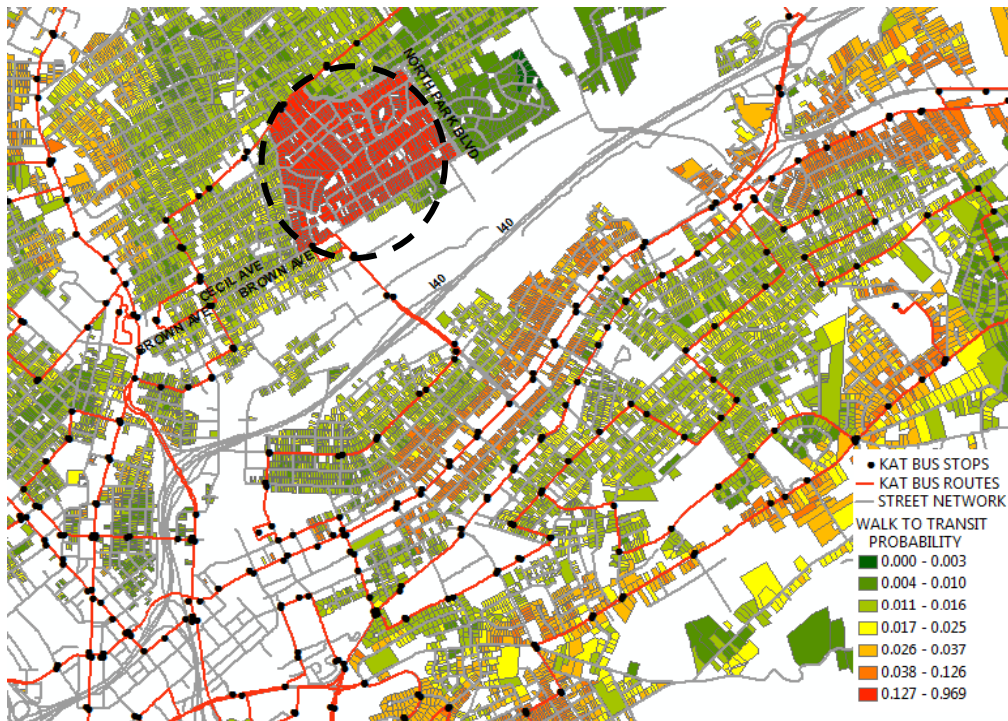 NORTH PARK BLVD
I40
I40
CECIL AVE
BROWN AVE
BROWN AVE
KAT BUS STOPS
KAT BUS ROUTES
STREET NETWORK
WALK TO TRANSIT
PROBABILITY
0.000 - 0.003
0.004 - 0.010
0.011 - 0.016
0.017 - 0.025
0.026 - 0.037
0.038 - 0.126
0.127 - 0.969